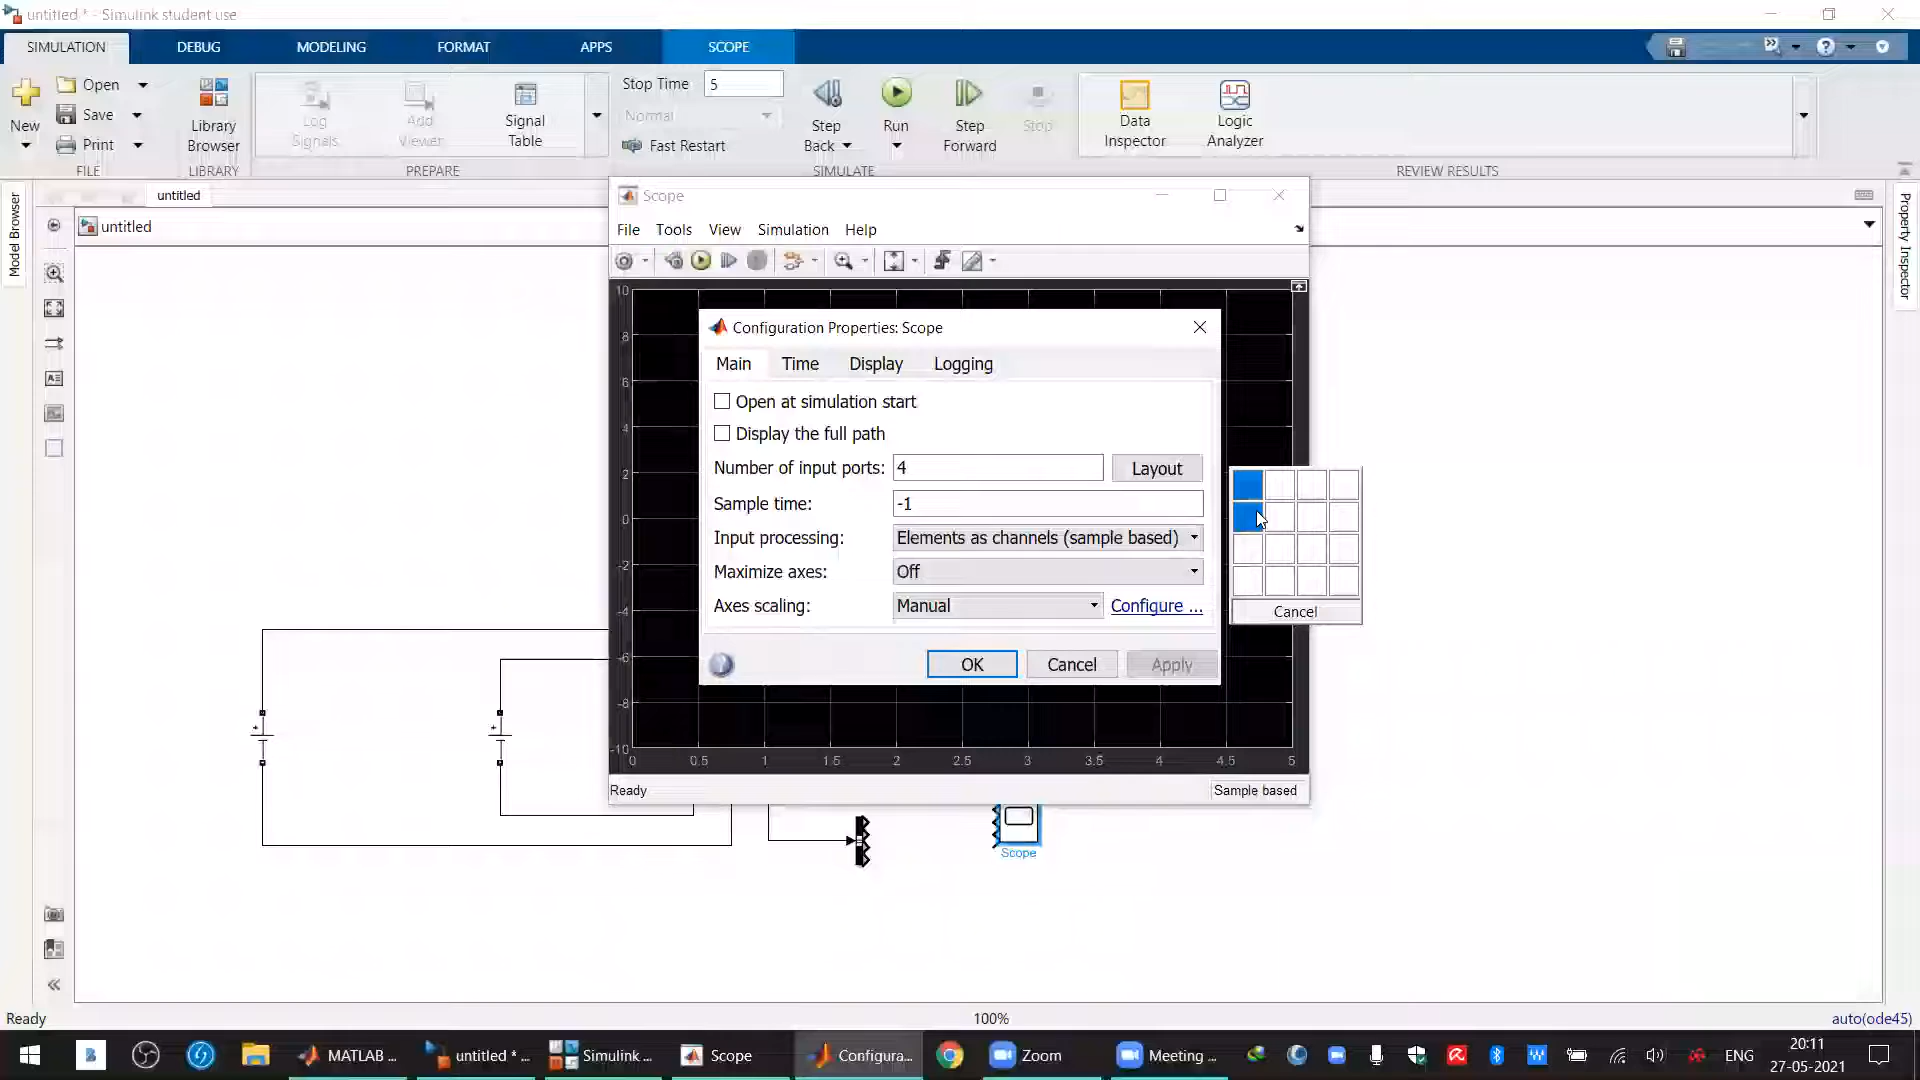 untitled * - Simulink student use
SIMULATION DEBUG MODELING FORMAT APPS SCOPE
New
Open
Save
Print
FILE
Library Browser
LIBRARY
Log Signals
Add Viewer
Signal Table
PREPARE
Stop Time 5
Normal
Fast Restart
Step Back
Run
Step Forward
Stop
SIMULATE
Data Inspector
Logic Analyzer
REVIEW RESULTS
Model Browser
untitled
untitled
Property Inspector
Scope
File Tools View Simulation Help
10
8
6
4
2
0
-2
-4
-6
-8
-10
0 0.5 1 1.5 2 2.5 3 3.5 4 4.5 5
Ready
Sample based
Configuration Properties: Scope
Main Time Display Logging
Open at simulation start
Display the full path
Number of input ports: 4 Layout
Sample time: -1
Input processing: Elements as channels (sample based)
Maximize axes: Off
Axes scaling: Manual Configure ...
OK Cancel Apply
Cancel
Scope
Ready
100%
auto(ode45)
MATLAB ...
untitled * ...
Simulink ...
Scope
Configura...
Zoom
Meeting ...
ENG
20:11
27-05-2021